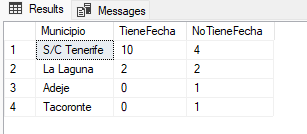 Results Messages
Municipio TieneFecha NoTieneFecha
1 S/C Tenerife 10 4
2 La Laguna 2 2
3 Adeje 0 1
4 Tacoronte 0 1